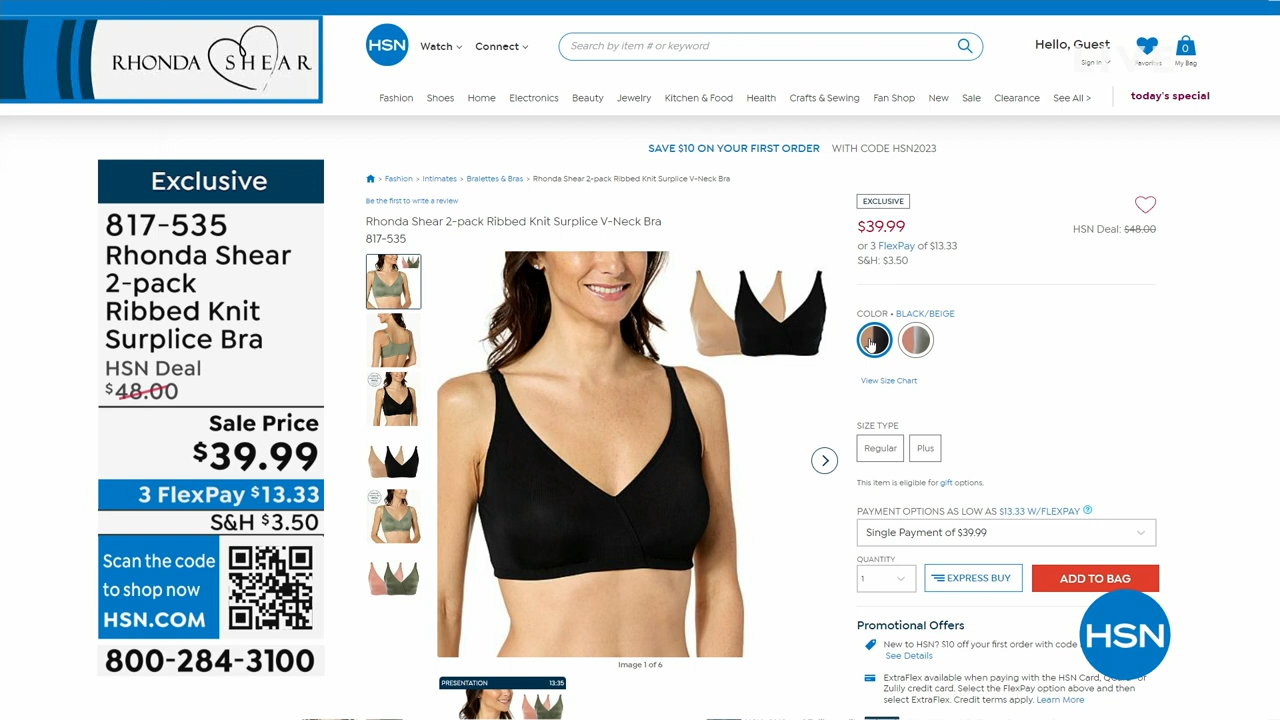 RHONDA SHEAR
HSN
Watch
Connect
Search by item # or keyword
Hello, Guest
Sign In
Favorites
0
My Bag
Fashion
Shoes
Home
Electronics
Beauty
Jewelry
Kitchen & Food
Health
Crafts & Sewing
Fan Shop
New
Sale
Clearance
See All >
today's special
SAVE $10 ON YOUR FIRST ORDER WITH CODE HSN2023
Exclusive
817-535
Rhonda Shear
2-pack
Ribbed Knit
Surplice Bra
HSN Deal
$48.00
Sale Price
$39.99
3 FlexPay $13.33
S&H $3.50
Scan the code
to shop now
HSN.COM
800-284-3100
> Fashion > Intimates > Bralettes & Bras > Rhonda Shear 2-pack Ribbed Knit Surplice V-Neck Bra
Be the first to write a review
Rhonda Shear 2-pack Ribbed Knit Surplice V-Neck Bra
817-535
Image 1 of 6
PRESENTATION 13:35
EXCLUSIVE
$39.99
HSN Deal: $48.00
or 3 FlexPay of $13.33
S&H: $3.50
COLOR • BLACK/BEIGE
View Size Chart
SIZE TYPE
Regular
Plus
This item is eligible for gift options.
PAYMENT OPTIONS AS LOW AS $13.33 W/FLEXPAY ?
Single Payment of $39.99
QUANTITY
1
EXPRESS BUY
ADD TO BAG
Promotional Offers
New to HSN? $10 off your first order with code
See Details
ExtraFlex available when paying with the HSN Card, or
Zulily credit card. Select the FlexPay option above and then
select ExtraFlex. Credit terms apply. Learn More
HSN